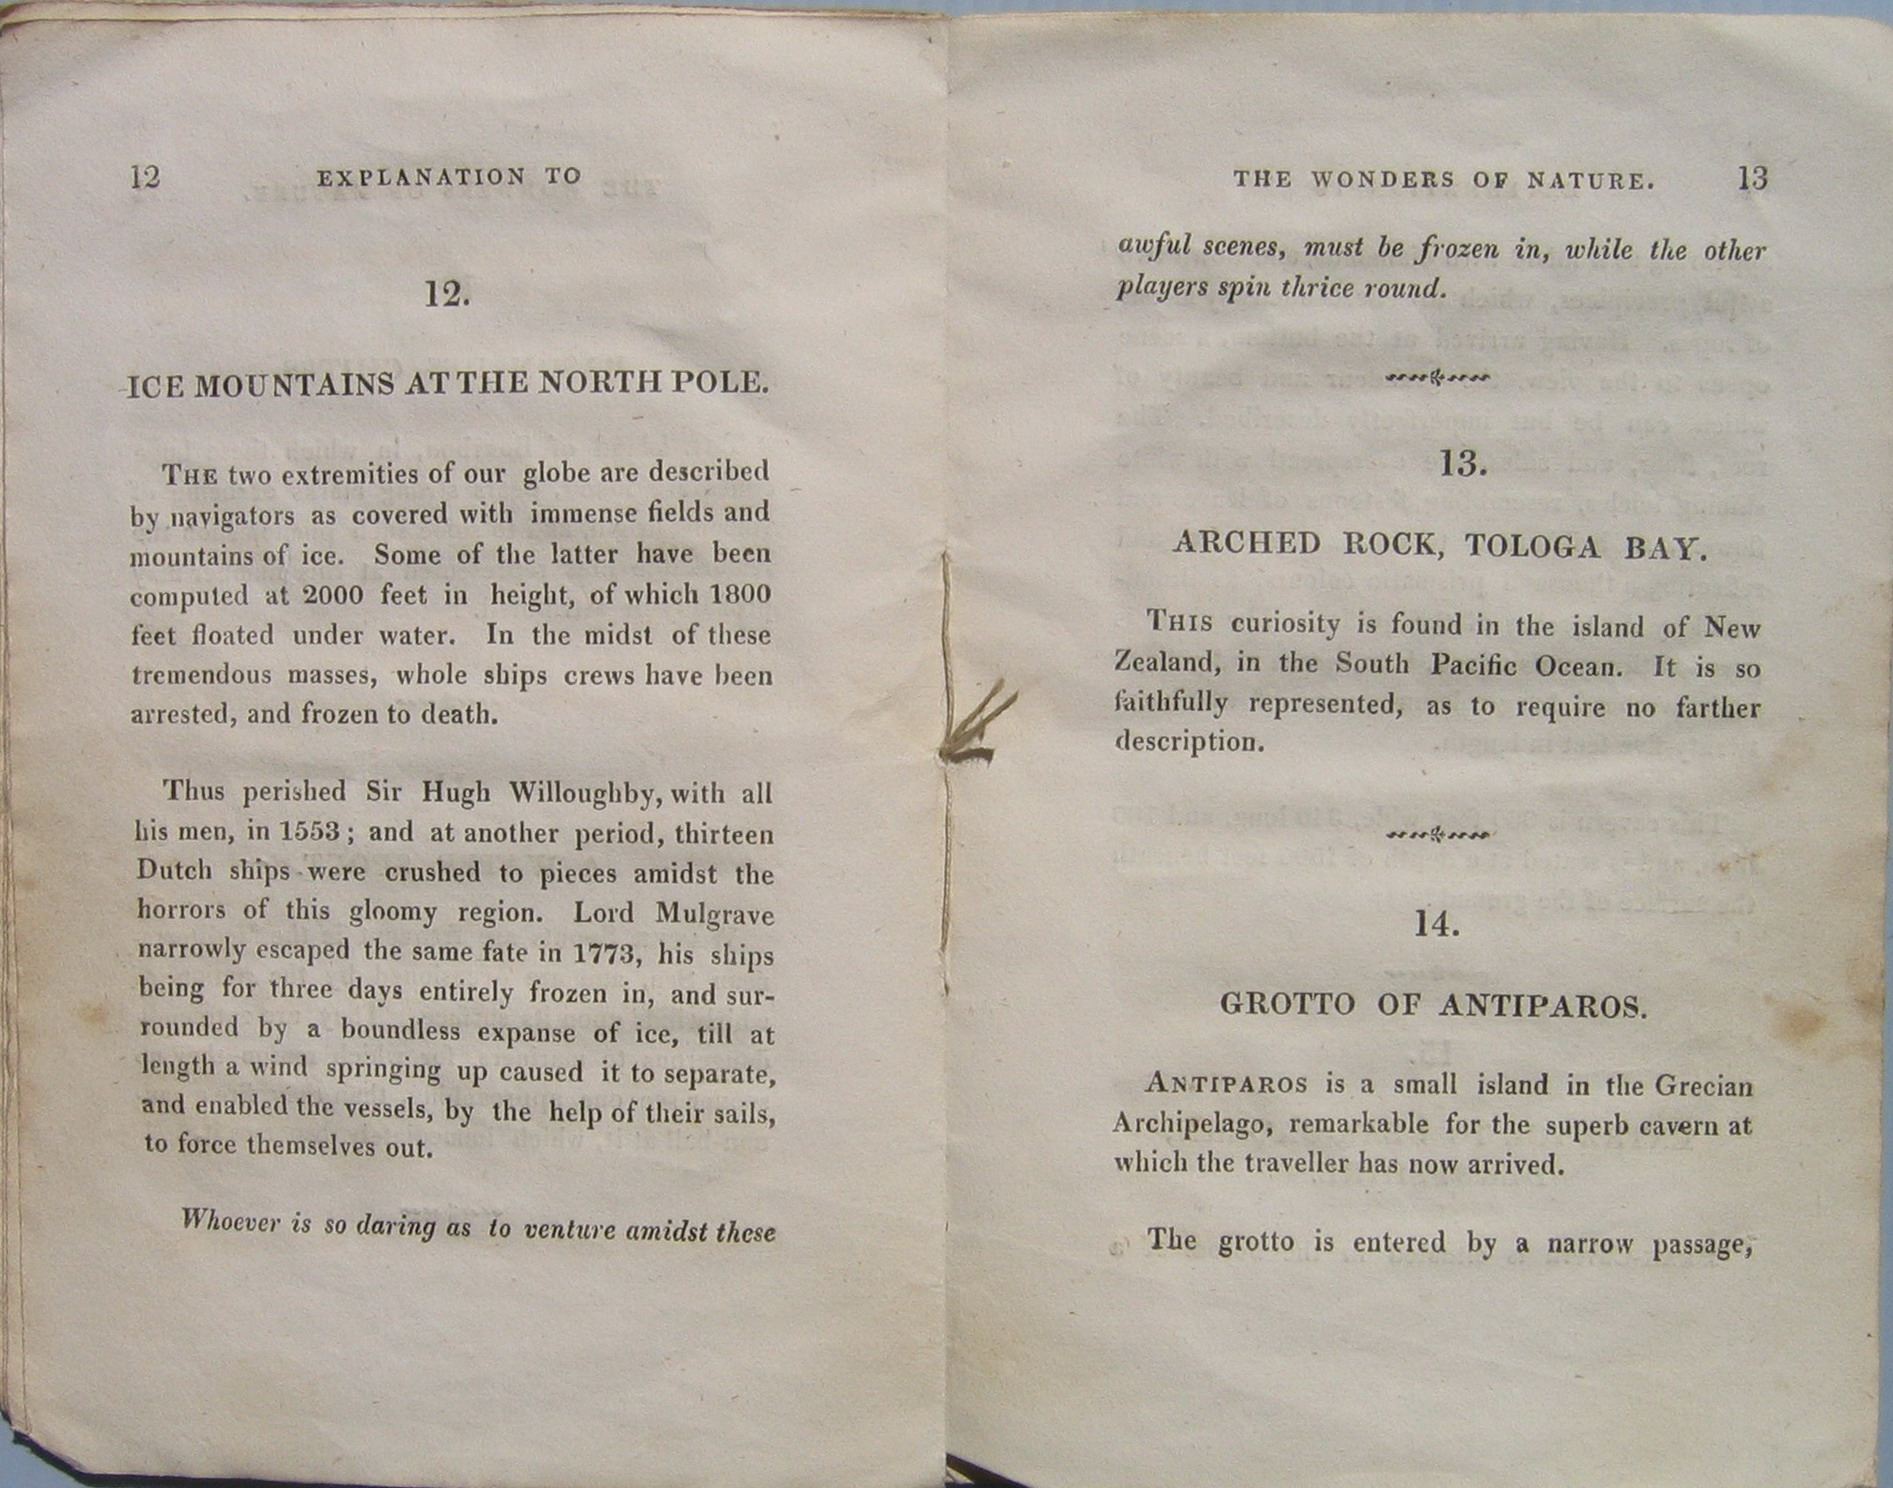 12 EXPLANATION TO
12.
ICE MOUNTAINS AT THE NORTH POLE.
THE two extremities of our globe are described
by navigators as covered with immense fields and
mountains of ice. Some of the latter have been
computed at 2000 feet in height, of which 1800
feet floated under water. In the midst of these
tremendous masses, whole ships crews have been
arrested, and frozen to death.
Thus perished Sir Hugh Willoughby, with all
his men, in 1553; and at another period, thirteen
Dutch ships were crushed to pieces amidst the
horrors of this gloomy region. Lord Mulgrave
narrowly escaped the same fate in 1773, his ships
being for three days entirely frozen in, and sur-
rounded by a boundless expanse of ice, till at
length a wind springing up caused it to separate,
and enabled the vessels, by the help of their sails,
to force themselves out.
Whoever is so daring as to venture amidst these
THE WONDERS OF NATURE. 13
awful scenes, must be frozen in, while the other
players spin thrice round.
13.
ARCHED ROCK, TOLOGA BAY.
THIS curiosity is found in the island of New
Zealand, in the South Pacific Ocean. It is so
faithfully represented, as to require no farther
description.
14.
GROTTO OF ANTIPAROS.
ANTIPAROS is a small island in the Grecian
Archipelago, remarkable for the superb cavern at
which the traveller has now arrived.
The grotto is entered by a narrow passage,